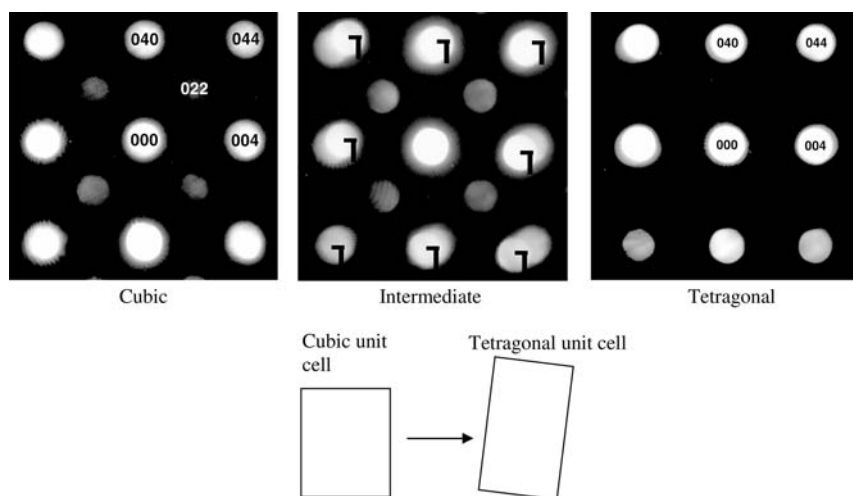 040 044
022
000 004
040 044
000 004
Cubic Intermediate Tetragonal
Cubic unit
cell
Tetragonal unit cell